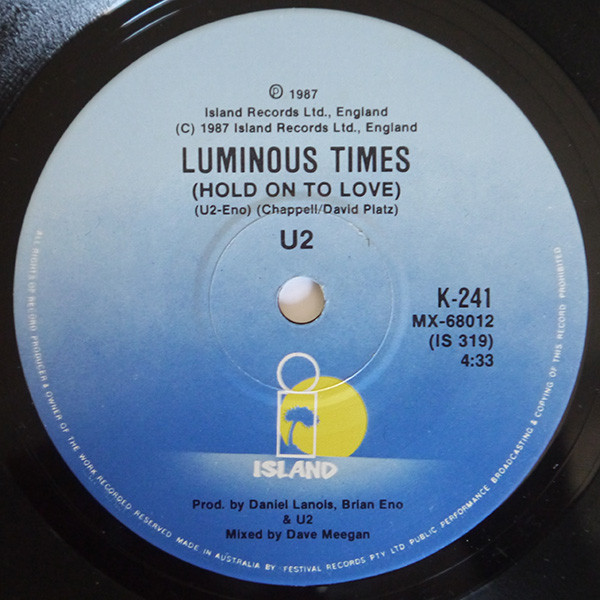 ℗ 1987
Island Records Ltd., England
(C) 1987 Island Records Ltd., England
LUMINOUS TIMES
(HOLD ON TO LOVE)
(U2-Eno) (Chappell/David Platz)
U2
K-241
MX-68012
(IS 319)
4:33
ISLAND
Prod. by Daniel Lanois, Brian Eno
& U2
Mixed by Dave Meegan
ALL RIGHTS OF RECORD PRODUCER & OWNER OF THE WORK RECORDED RESERVED MADE IN AUSTRALIA BY FESTIVAL RECORDS PTY LTD PUBLIC PERFORMANCE BROADCASTING & COPYING OF THIS RECORD PROHIBITED